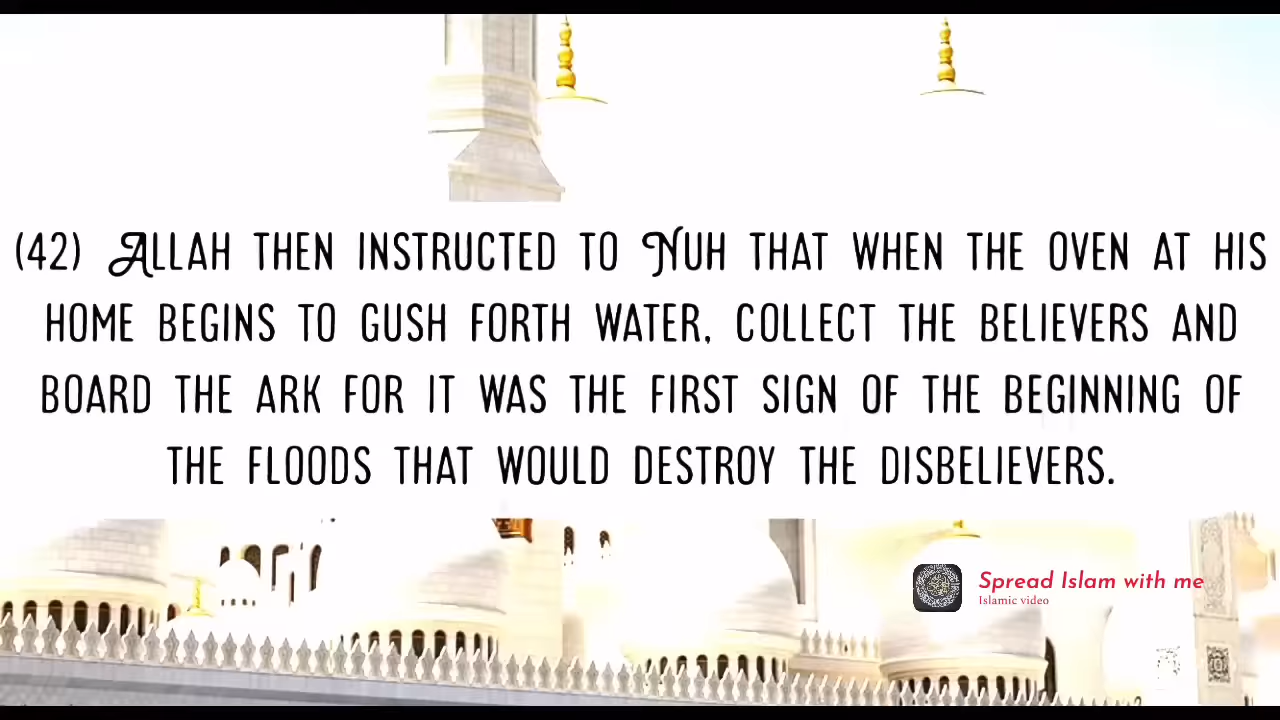 (42) ALLAH THEN INSTRUCTED TO NUH THAT WHEN THE OVEN AT HIS
HOME BEGINS TO GUSH FORTH WATER, COLLECT THE BELIEVERS AND
BOARD THE ARK FOR IT WAS THE FIRST SIGN OF THE BEGINNING OF
THE FLOODS THAT WOULD DESTROY THE DISBELIEVERS.
Spread Islam with me
Islamic video